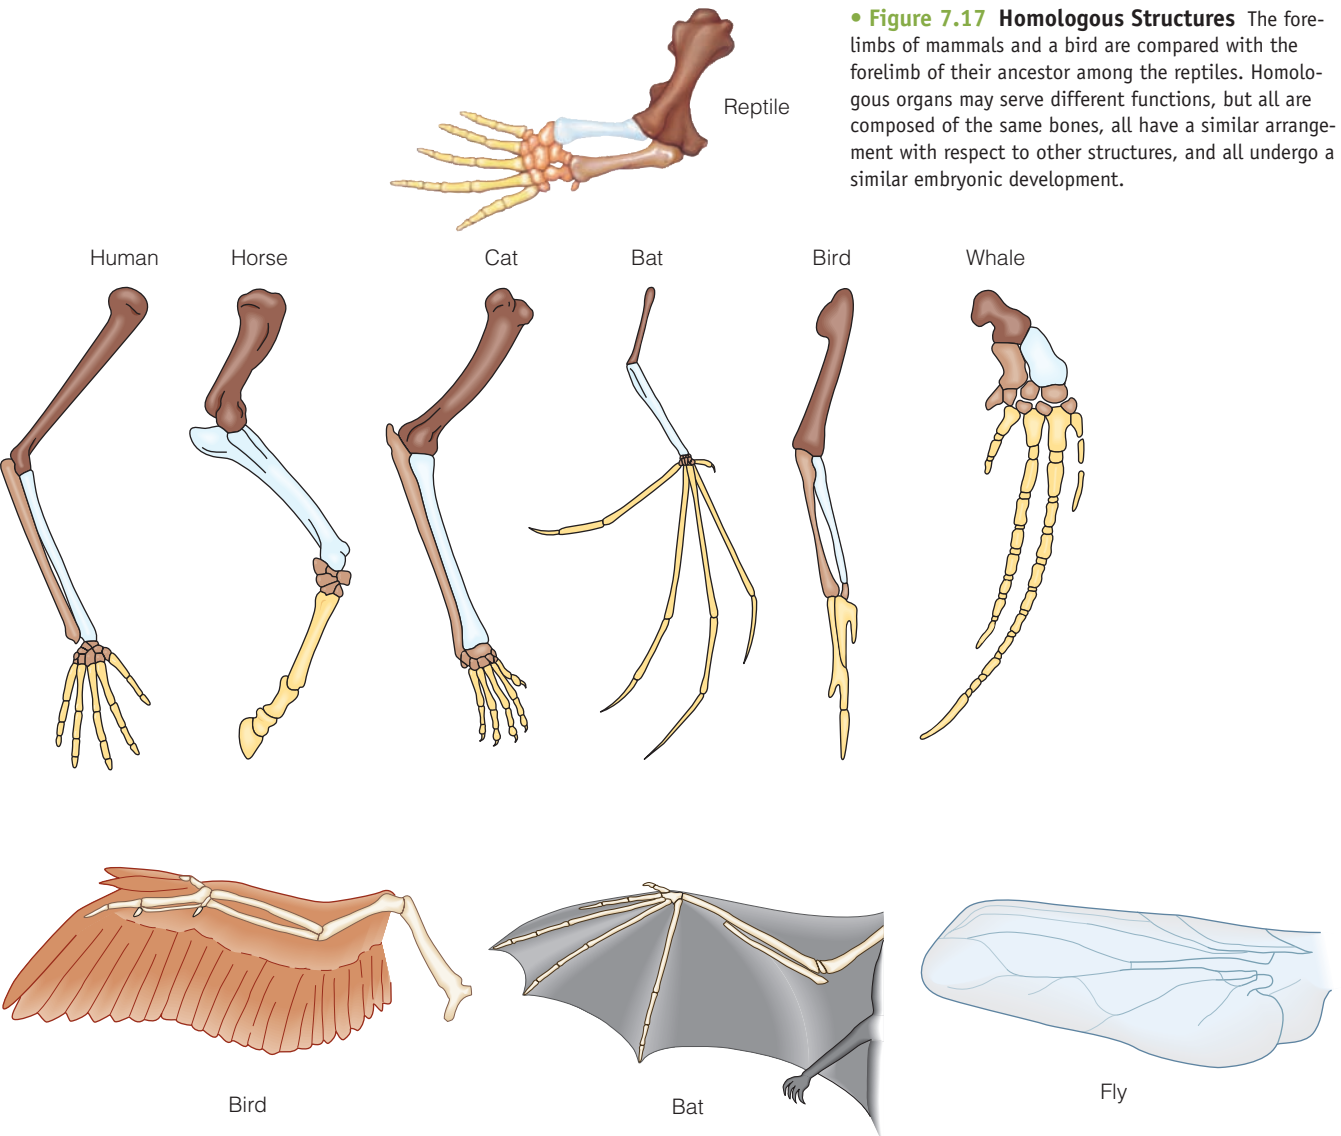 • Figure 7.17 Homologous Structures The fore-
limbs of mammals and a bird are compared with the
forelimb of their ancestor among the reptiles. Homolo-
gous organs may serve different functions, but all are
composed of the same bones, all have a similar arrange-
ment with respect to other structures, and all undergo a
similar embryonic development.
Reptile
Human
Horse
Cat
Bat
Bird
Whale
Bird
Bat
Fly